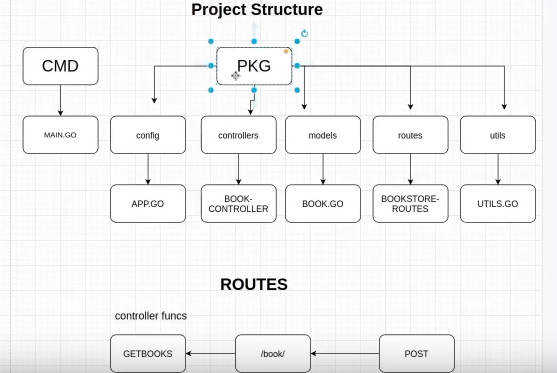 Project Structure
CMD
PKG
MAIN.GO
config
controllers
models
routes
utils
APP.GO
BOOK-
CONTROLLER
BOOK.GO
BOOKSTORE-
ROUTES
UTILS.GO
ROUTES
controller funcs
GETBOOKS
/book/
POST